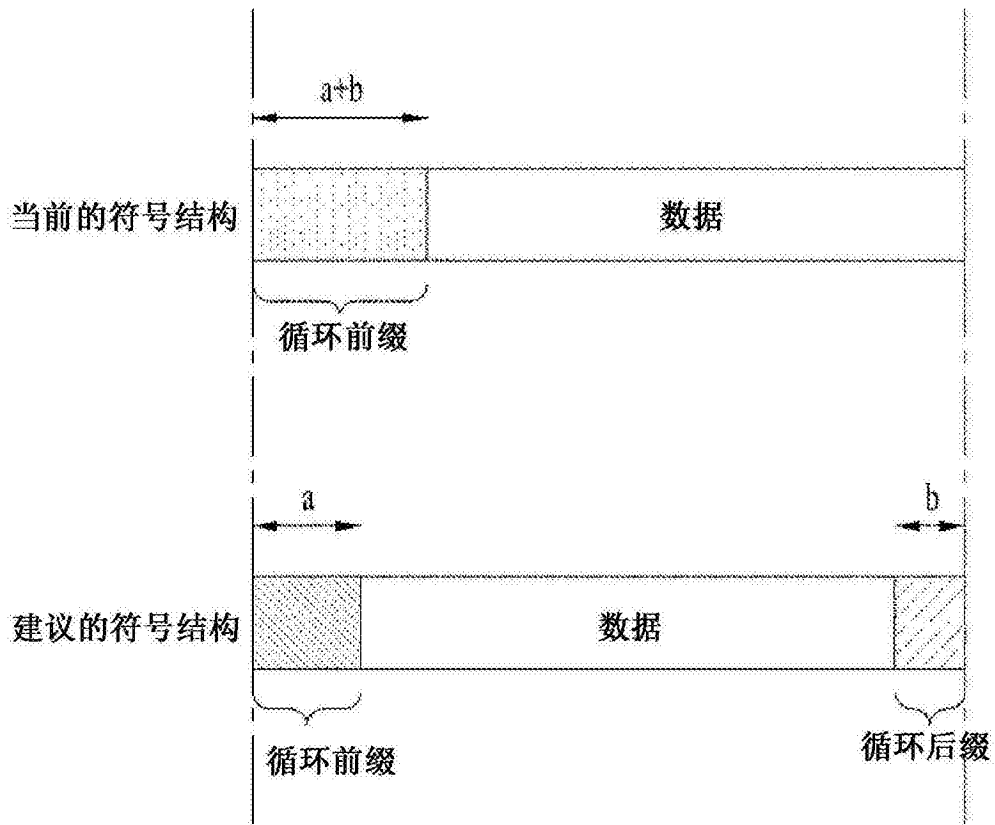 a+b
当前的符号结构
数据
循环前缀
a
b
建议的符号结构
数据
循环前缀
循环后缀